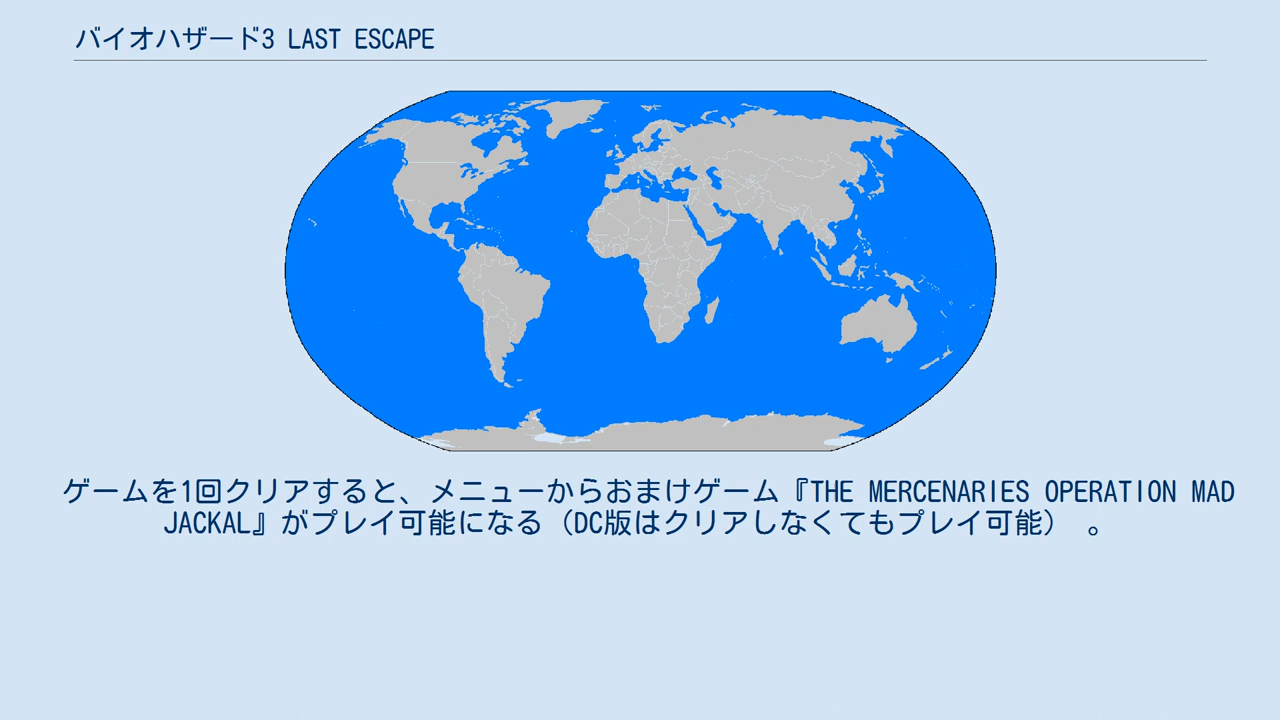 バイオハザード3 LAST ESCAPE
ゲームを1回クリアすると、メニューからおまけゲーム『THE MERCENARIES OPERATION MAD
JACKAL』がプレイ可能になる（DC版はクリアしなくてもプレイ可能） 。